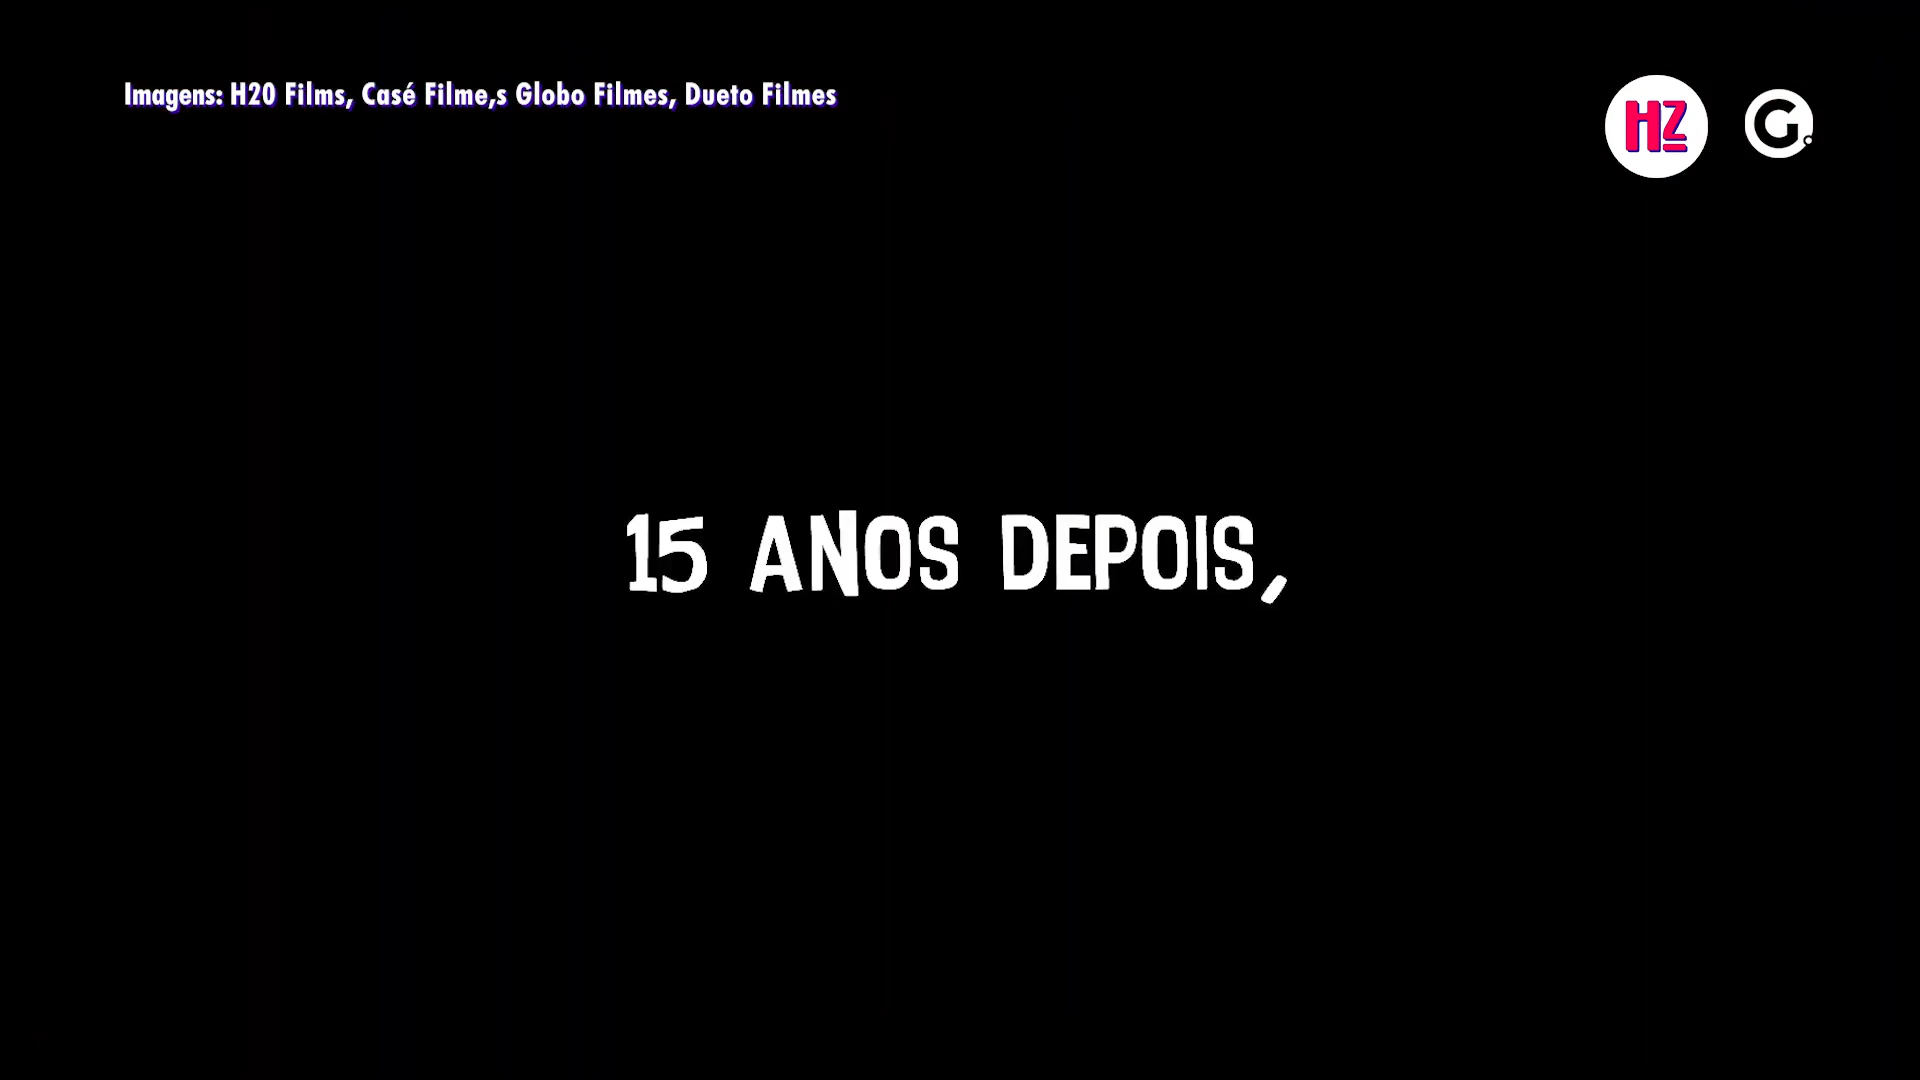 Imagens: H20 Films, Casé Filme,s Globo Filmes, Dueto Filmes
HZ
G.
15 ANOS DEPOIS,